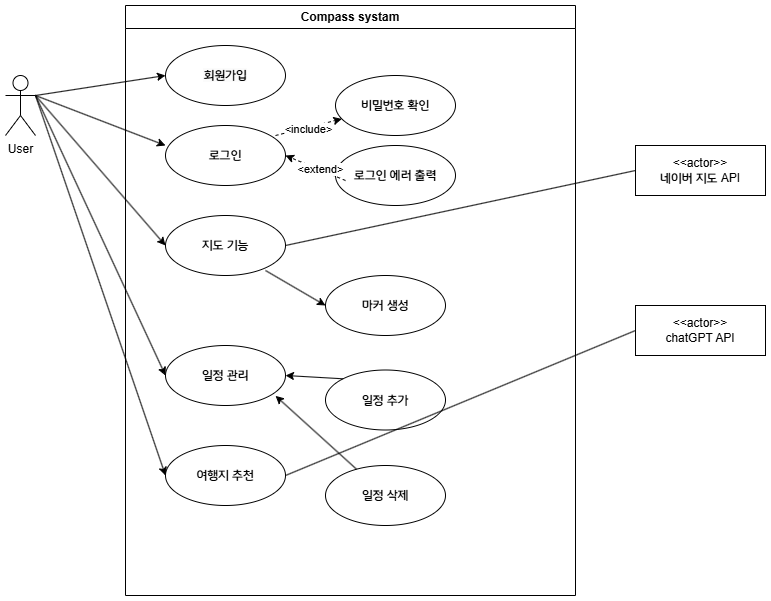 Compass systam
회원가입
비밀번호 확인
<include>
User
로그인
<extend>
로그인 에러 출력
<<actor>>
네이버 지도 API
지도 기능
마커 생성
<<actor>>
chatGPT API
일정 관리
일정 추가
여행지 추천
일정 삭제